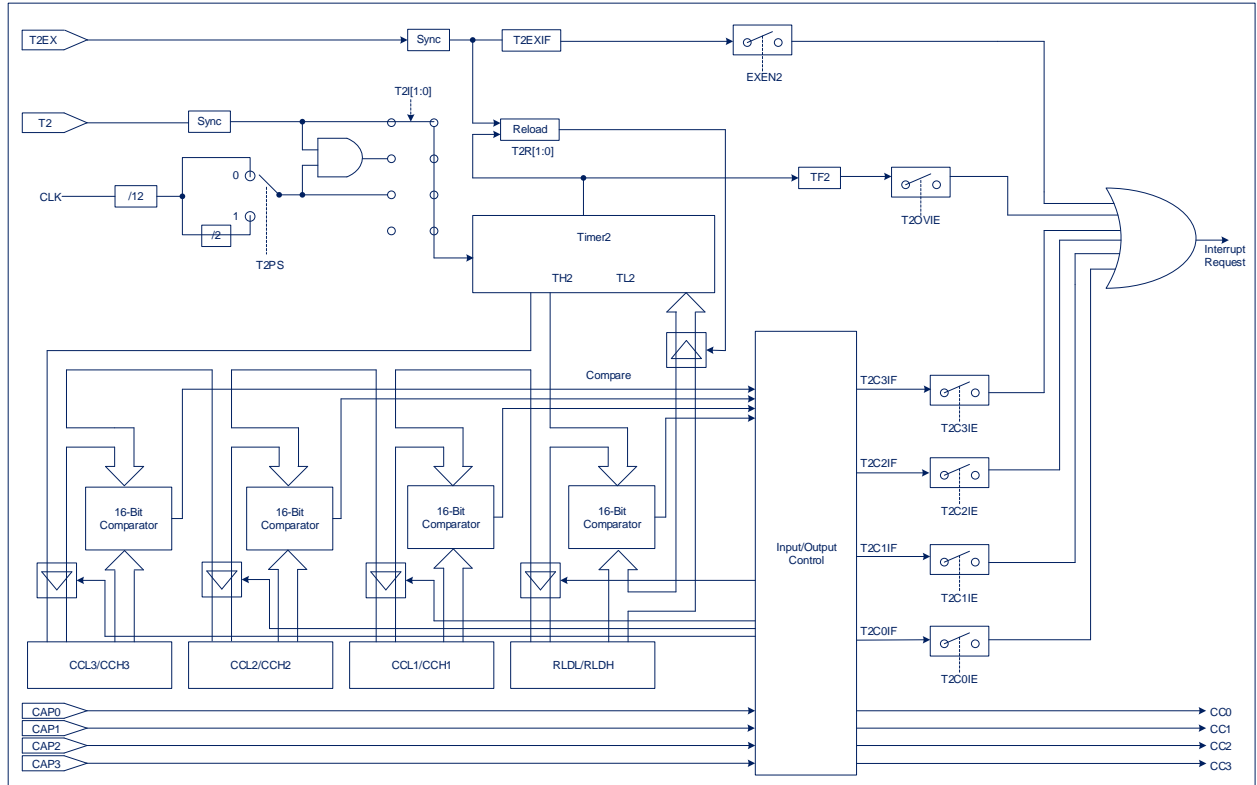 T2EX
Sync
T2EXIF
EXEN2
T2I[1:0]
T2
Sync
Reload
T2R[1:0]
CLK
/12
0
1
/2
T2PS
TF2
T2OVIE
Timer2
TH2
TL2
Interrupt
Request
Compare
T2C3IF
T2C3IE
T2C2IF
T2C2IE
T2C1IF
T2C1IE
T2C0IF
T2C0IE
16-Bit
Comparator
16-Bit
Comparator
16-Bit
Comparator
16-Bit
Comparator
Input/Output
Control
CCL3/CCH3
CCL2/CCH2
CCL1/CCH1
RLDL/RLDH
CAP0
CAP1
CAP2
CAP3
CC0
CC1
CC2
CC3